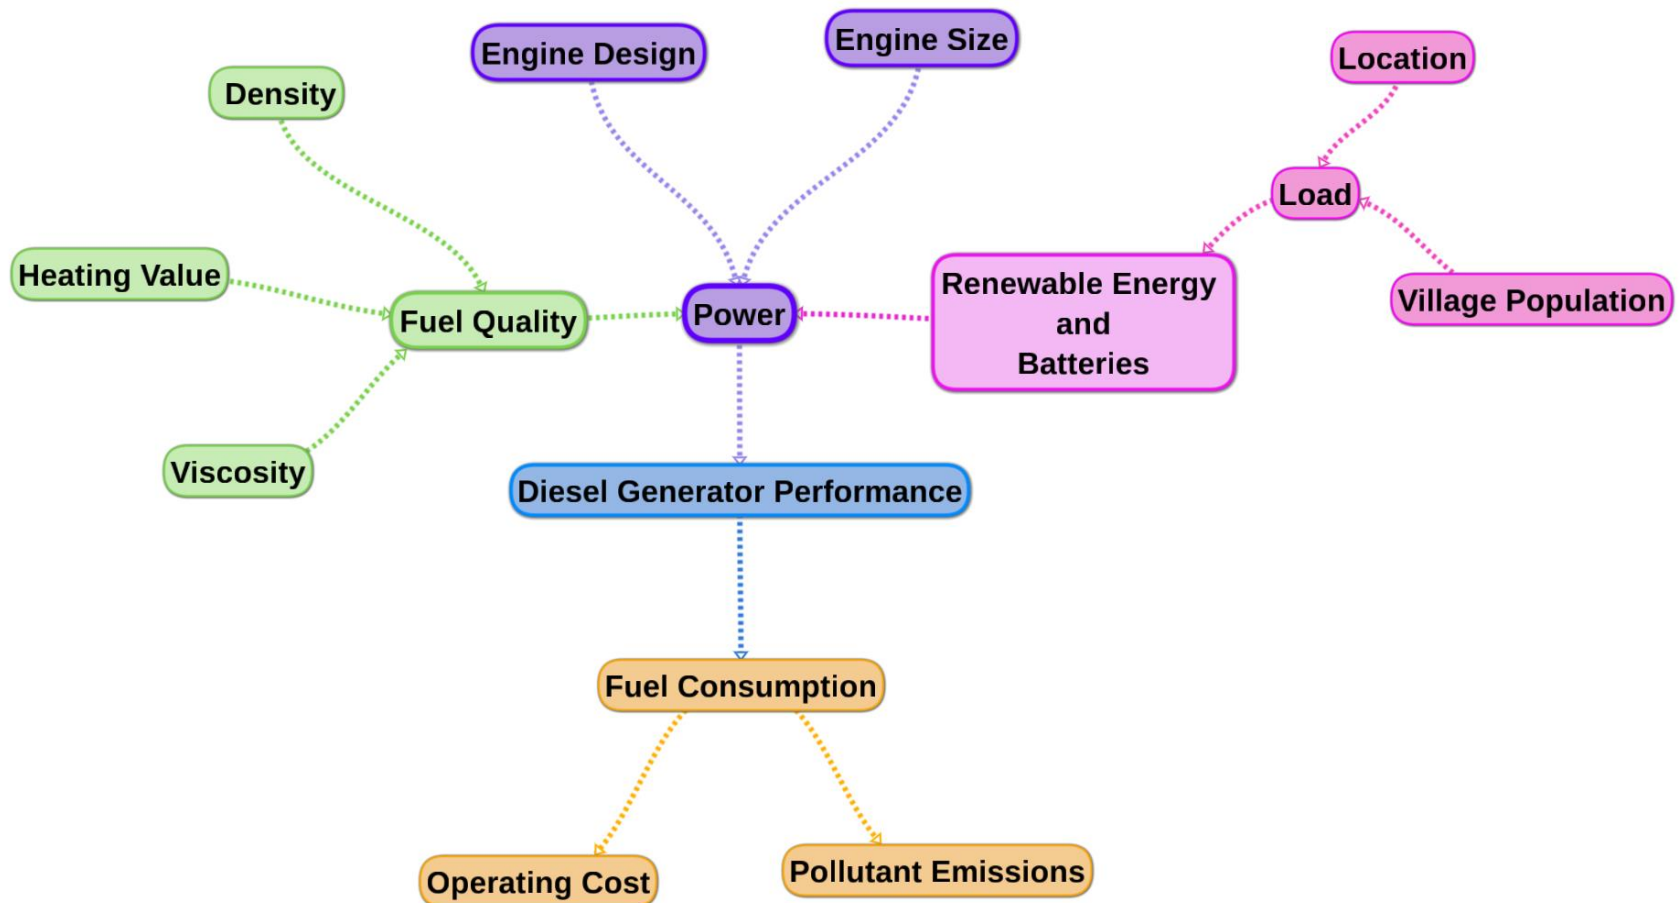 Engine Design
Engine Size
Location
Density
Load
Heating Value
Fuel Quality
Power
Renewable Energy
and
Batteries
Village Population
Viscosity
Diesel Generator Performance
Fuel Consumption
Operating Cost
Pollutant Emissions